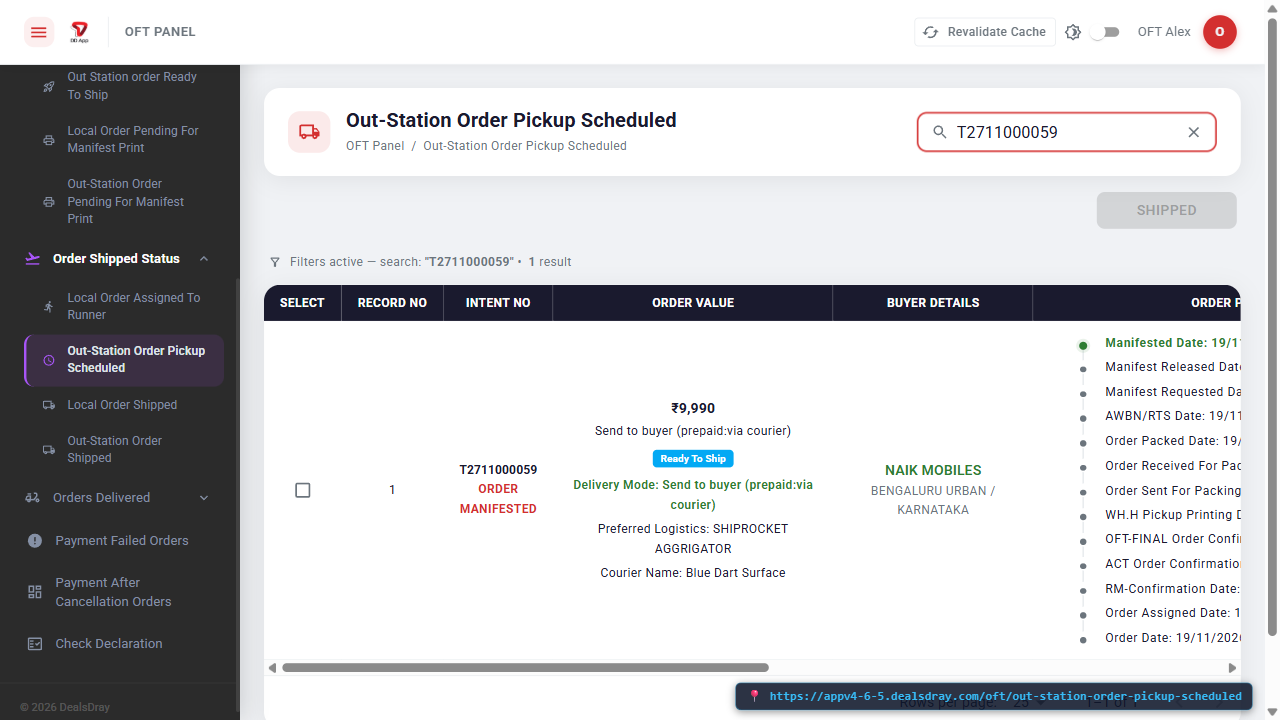 DD App
OFT PANEL
Revalidate Cache
OFT Alex
O
Out Station order Ready
To Ship
Local Order Pending For
Manifest Print
Out-Station Order
Pending For Manifest
Print
Order Shipped Status
Local Order Assigned To
Runner
Out-Station Order Pickup
Scheduled
Local Order Shipped
Out-Station Order
Shipped
Orders Delivered
Payment Failed Orders
Payment After
Cancellation Orders
Check Declaration
© 2026 DealsDray
Out-Station Order Pickup Scheduled
OFT Panel / Out-Station Order Pickup Scheduled
T2711000059
SHIPPED
Filters active — search: "T2711000059" • 1 result
SELECT RECORD NO INTENT NO ORDER VALUE BUYER DETAILS ORDER P
1
T2711000059
ORDER
MANIFESTED
₹9,990
Send to buyer (prepaid:via courier)
Ready To Ship
Delivery Mode: Send to buyer (prepaid:via
courier)
Preferred Logistics: SHIPROCKET
AGGRIGATOR
Courier Name: Blue Dart Surface
NAIK MOBILES
BENGALURU URBAN /
KARNATAKA
Manifested Date: 19/1
Manifest Released Dat
Manifest Requested Da
AWBN/RTS Date: 19/11
Order Packed Date: 19/
Order Received For Pac
Order Sent For Packing
WH.H Pickup Printing D
OFT-FINAL Order Confi
ACT Order Confirmatio
RM-Confirmation Date:
Order Assigned Date: 1
Order Date: 19/11/202
https://appv4-6-5.dealsdray.com/oft/out-station-order-pickup-scheduled